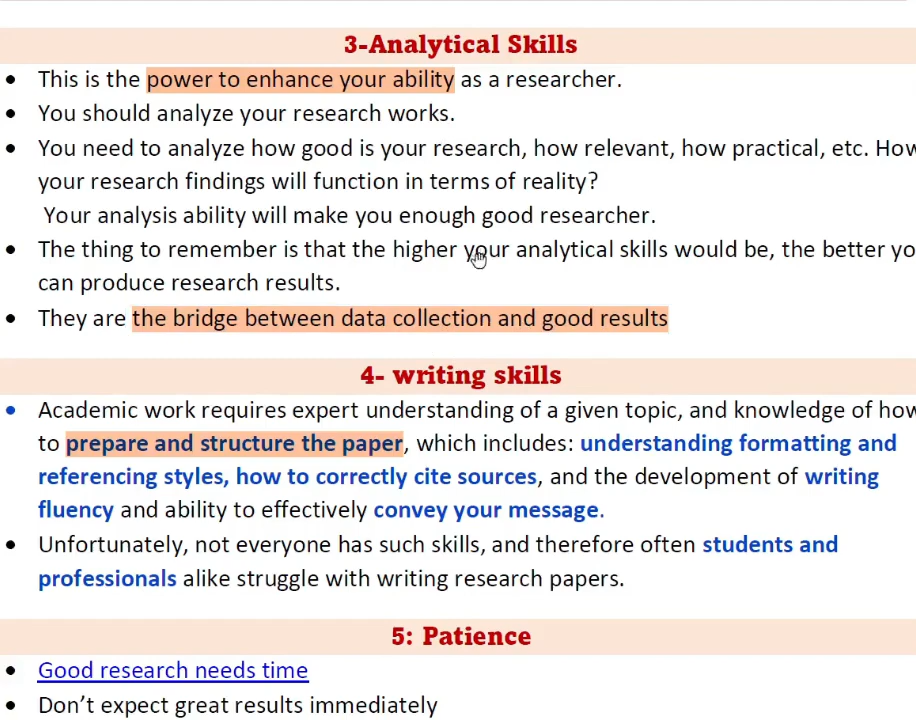 3-Analytical Skills
• This is the power to enhance your ability as a researcher.
• You should analyze your research works.
• You need to analyze how good is your research, how relevant, how practical, etc. How
your research findings will function in terms of reality?
Your analysis ability will make you enough good researcher.
• The thing to remember is that the higher your analytical skills would be, the better yo
can produce research results.
• They are the bridge between data collection and good results
4- writing skills
• Academic work requires expert understanding of a given topic, and knowledge of how
to prepare and structure the paper, which includes: understanding formatting and
referencing styles, how to correctly cite sources, and the development of writing
fluency and ability to effectively convey your message.
• Unfortunately, not everyone has such skills, and therefore often students and
professionals alike struggle with writing research papers.
5: Patience
• Good research needs time
• Don’t expect great results immediately